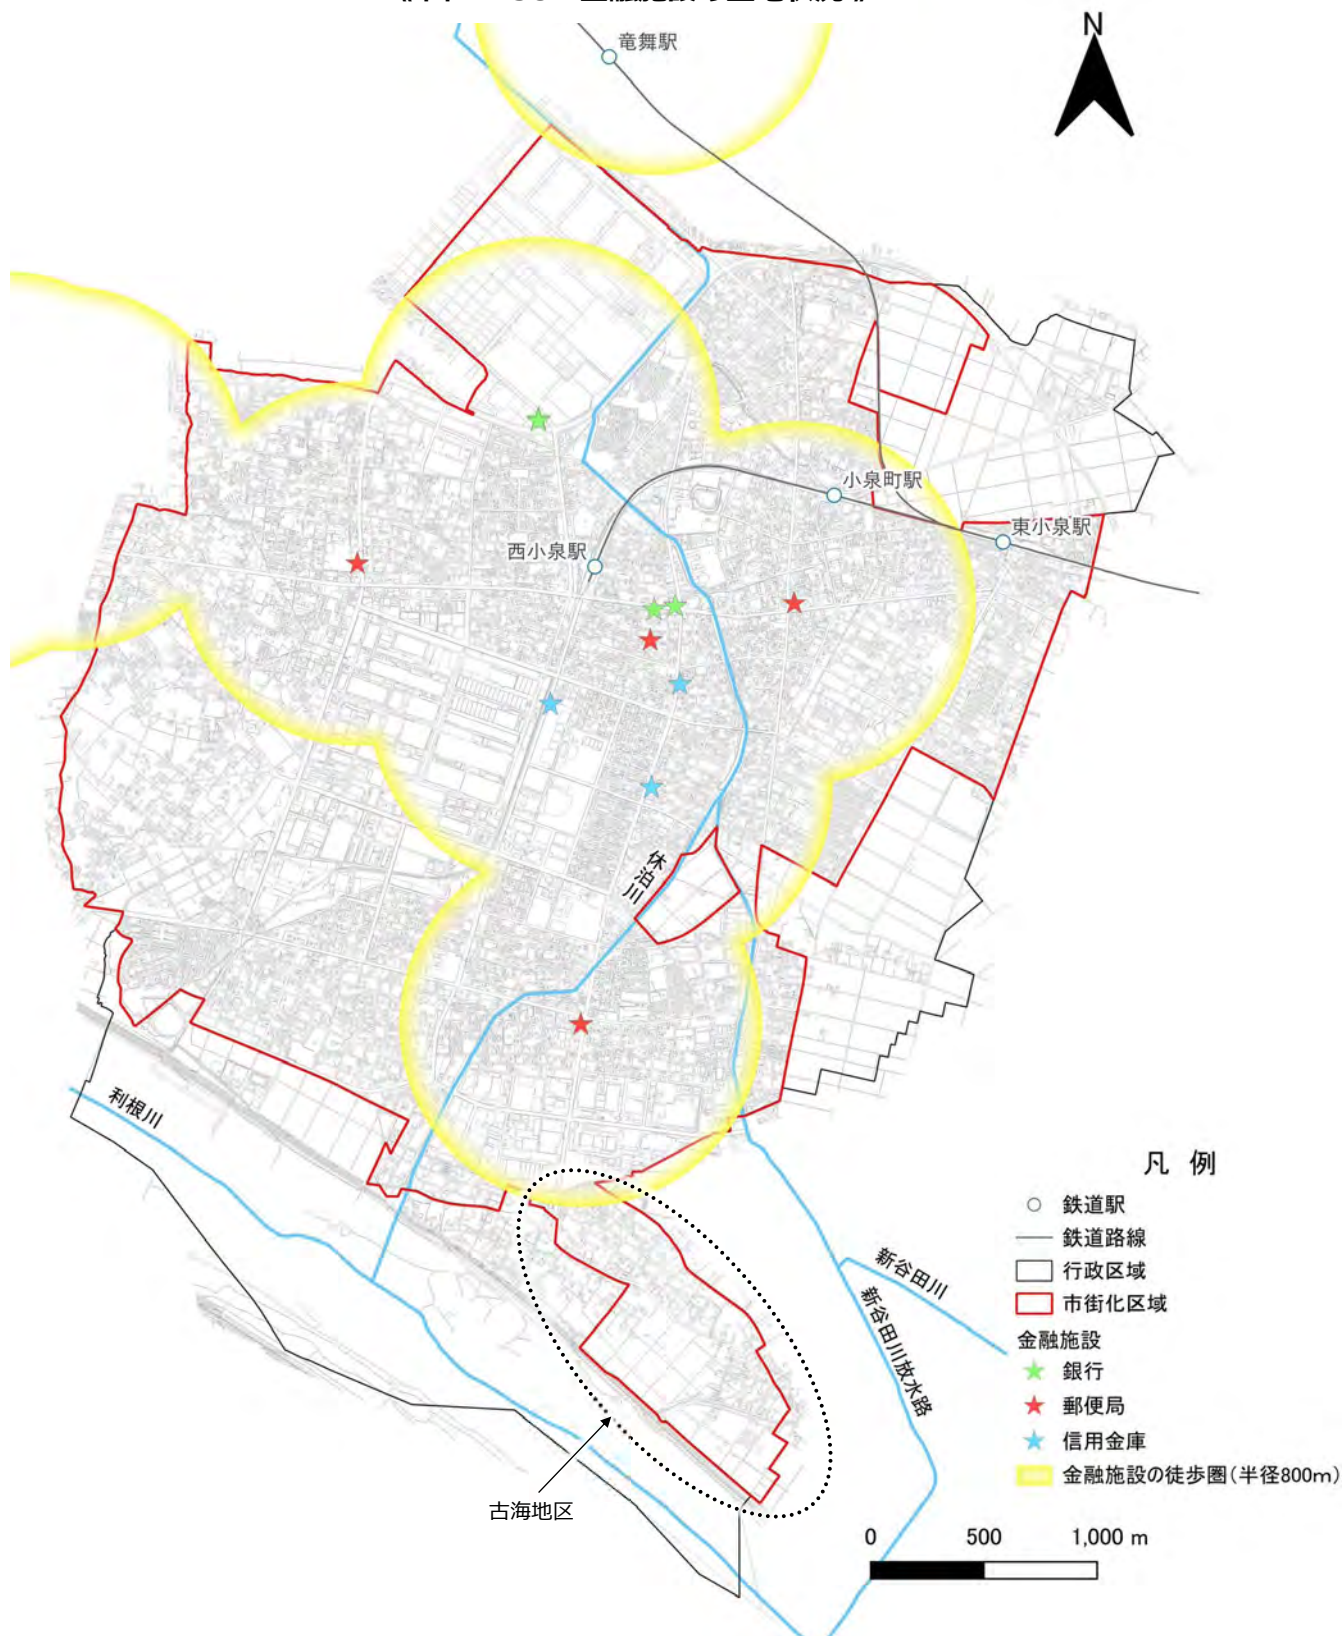 竜舞駅
N
小泉町駅
東小泉駅
西小泉駅
休泊川
利根川
新谷田川
新谷田川放水路
古海地区
凡 例
鉄道駅
鉄道路線
行政区域
市街化区域
金融施設
銀行
郵便局
信用金庫
金融施設の徒歩圏(半径800m)
0 500 1,000 m